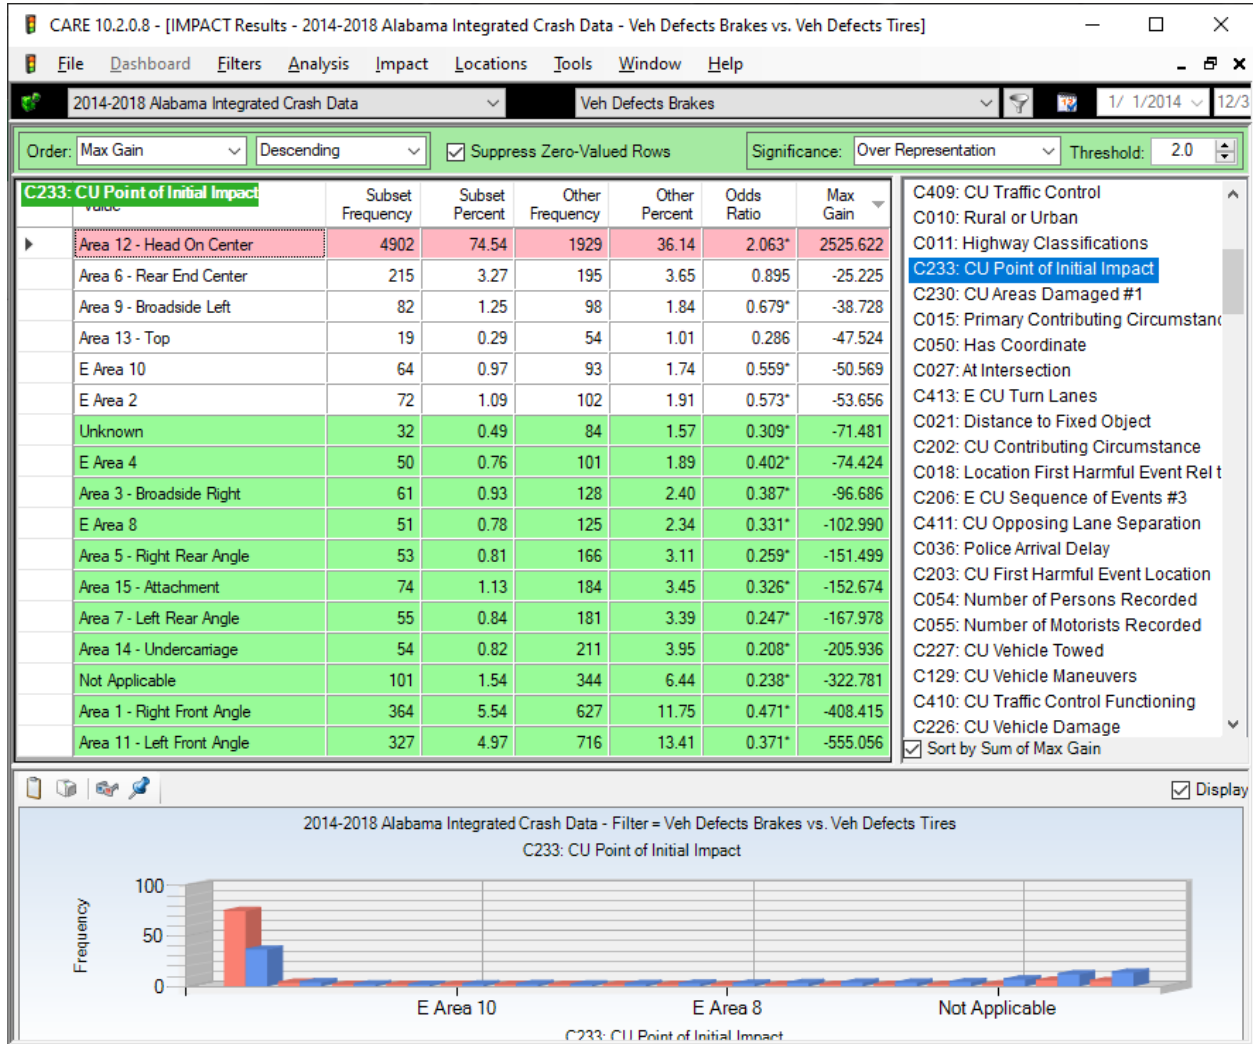 CARE 10.2.0.8 - [IMPACT Results - 2014-2018 Alabama Integrated Crash Data - Veh Defects Brakes vs. Veh Defects Tires]
File Dashboard Filters Analysis Impact Locations Tools Window Help
2014-2018 Alabama Integrated Crash Data Veh Defects Brakes 1/ 1/2014 12/3
Order: Max Gain Descending Suppress Zero-Valued Rows Significance: Over Representation Threshold: 2.0
C233: CU Point of Initial Impact
Value Subset Frequency Subset Percent Other Frequency Other Percent Odds Ratio Max Gain
Area 12 - Head On Center 4902 74.54 1929 36.14 2.063* 2525.622
Area 6 - Rear End Center 215 3.27 195 3.65 0.895 -25.225
Area 9 - Broadside Left 82 1.25 98 1.84 0.679* -38.728
Area 13 - Top 19 0.29 54 1.01 0.286 -47.524
E Area 10 64 0.97 93 1.74 0.559* -50.569
E Area 2 72 1.09 102 1.91 0.573* -53.656
Unknown 32 0.49 84 1.57 0.309* -71.481
E Area 4 50 0.76 101 1.89 0.402* -74.424
Area 3 - Broadside Right 61 0.93 128 2.40 0.387* -96.686
E Area 8 51 0.78 125 2.34 0.331* -102.990
Area 5 - Right Rear Angle 53 0.81 166 3.11 0.259* -151.499
Area 15 - Attachment 74 1.13 184 3.45 0.326* -152.674
Area 7 - Left Rear Angle 55 0.84 181 3.39 0.247* -167.978
Area 14 - Undercarriage 54 0.82 211 3.95 0.208* -205.936
Not Applicable 101 1.54 344 6.44 0.238* -322.781
Area 1 - Right Front Angle 364 5.54 627 11.75 0.471* -408.415
Area 11 - Left Front Angle 327 4.97 716 13.41 0.371* -555.056
C409: CU Traffic Control
C010: Rural or Urban
C011: Highway Classifications
C233: CU Point of Initial Impact
C230: CU Areas Damaged #1
C015: Primary Contributing Circumstanc
C050: Has Coordinate
C027: At Intersection
C413: E CU Turn Lanes
C021: Distance to Fixed Object
C202: CU Contributing Circumstance
C018: Location First Harmful Event Rel t
C206: E CU Sequence of Events #3
C411: CU Opposing Lane Separation
C036: Police Arrival Delay
C203: CU First Harmful Event Location
C054: Number of Persons Recorded
C055: Number of Motorists Recorded
C227: CU Vehicle Towed
C129: CU Vehicle Maneuvers
C410: CU Traffic Control Functioning
C226: CU Vehicle Damage
Sort by Sum of Max Gain
Display
2014-2018 Alabama Integrated Crash Data - Filter = Veh Defects Brakes vs. Veh Defects Tires
C233: CU Point of Initial Impact
Frequency
100
50
0
E Area 10 E Area 8 Not Applicable
C233: CU Point of Initial Impact